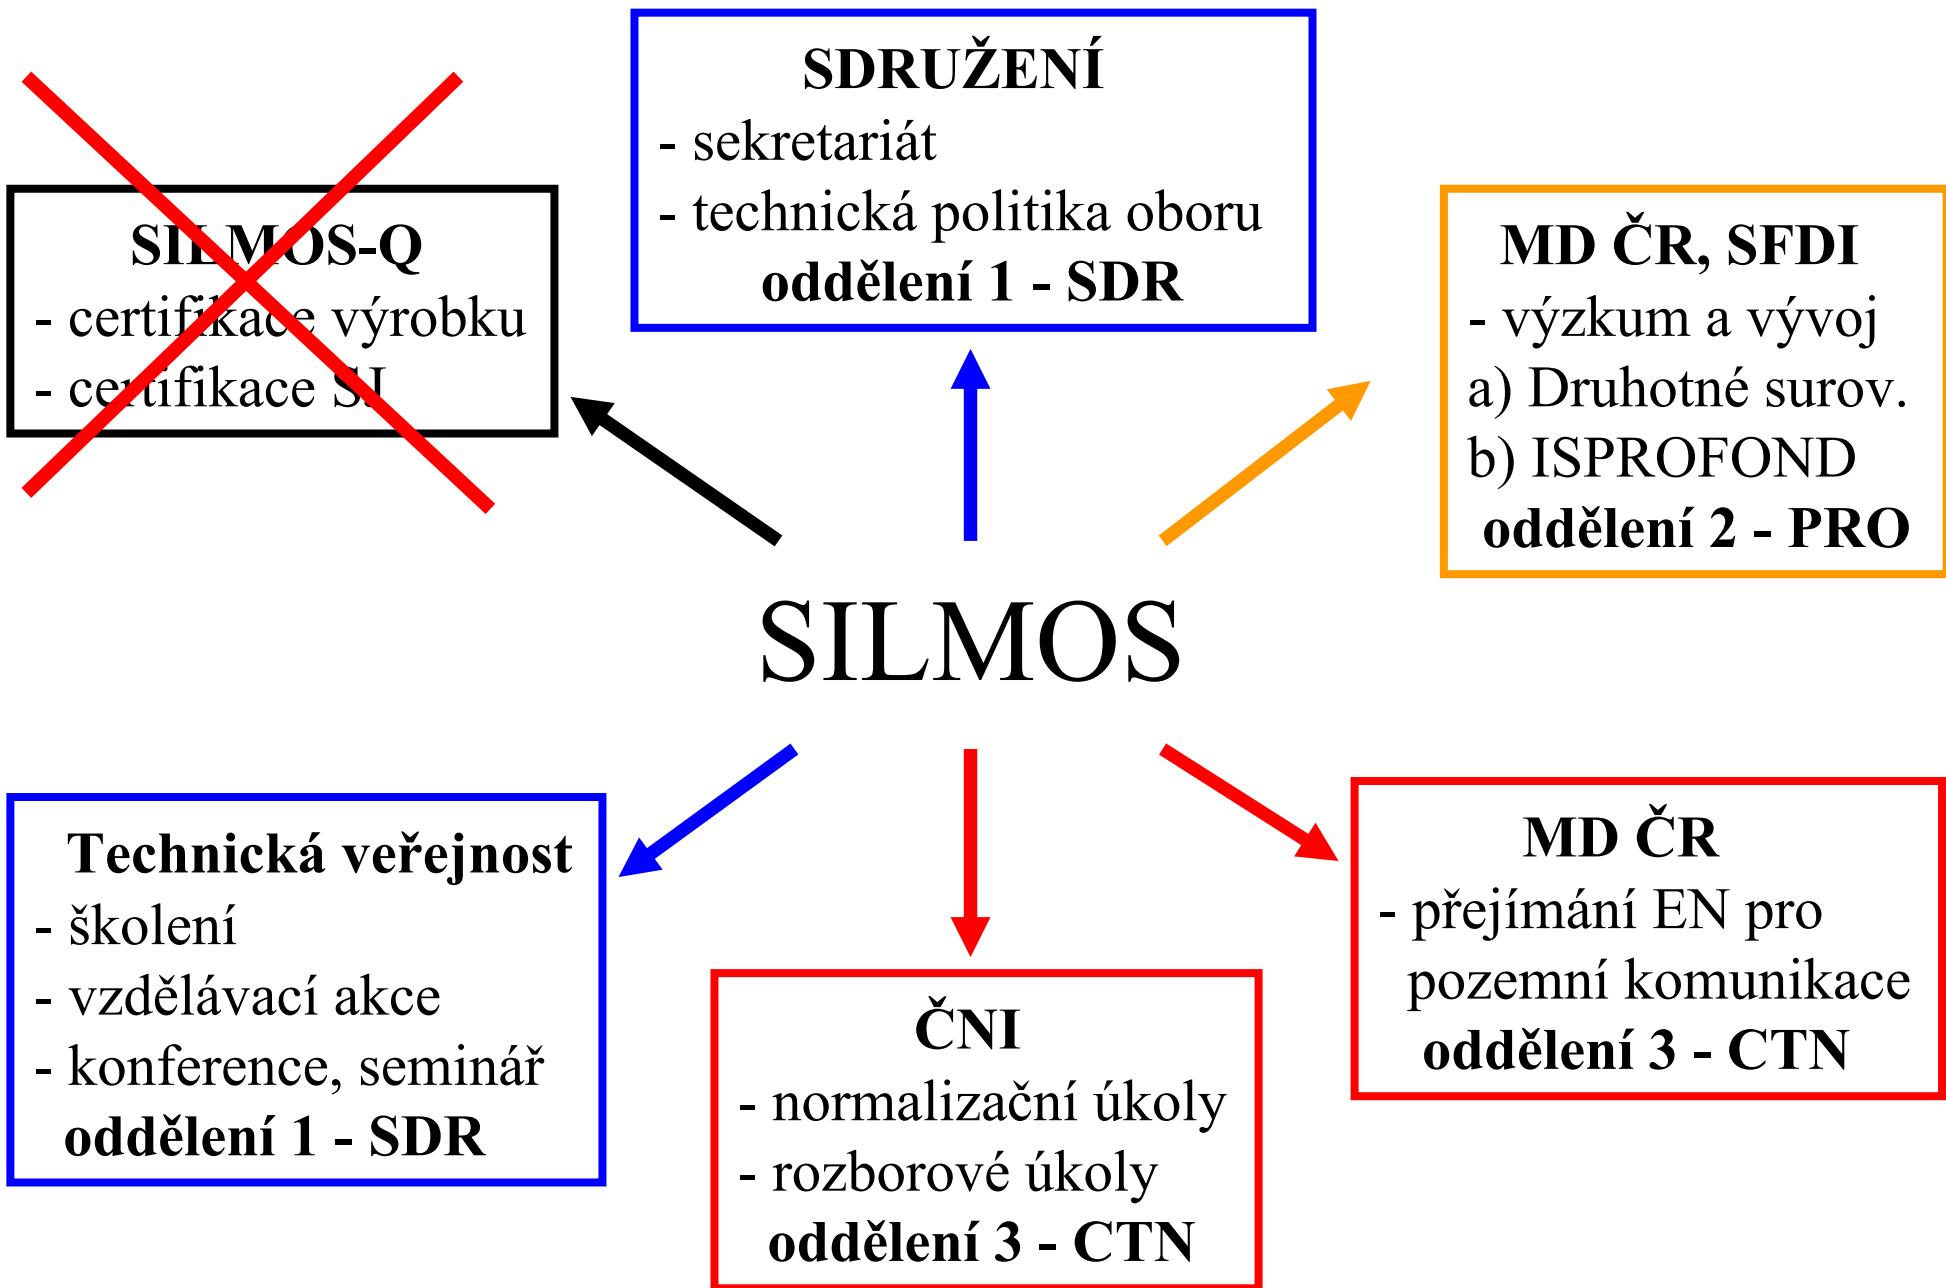 SDRUŽENÍ
- sekretariát
- technická politika oboru
oddělení 1 - SDR
SILMOS-Q
- certifikace výrobku
- certifikace SJ
MD ČR, SFDI
- výzkum a vývoj
a) Druhotné surov.
b) ISPROFOND
oddělení 2 - PRO
SILMOS
Technická veřejnost
- školení
- vzdělávací akce
- konference, seminář
oddělení 1 - SDR
ČNI
- normalizační úkoly
- rozborové úkoly
oddělení 3 - CTN
MD ČR
- přejímání EN pro
pozemní komunikace
oddělení 3 - CTN